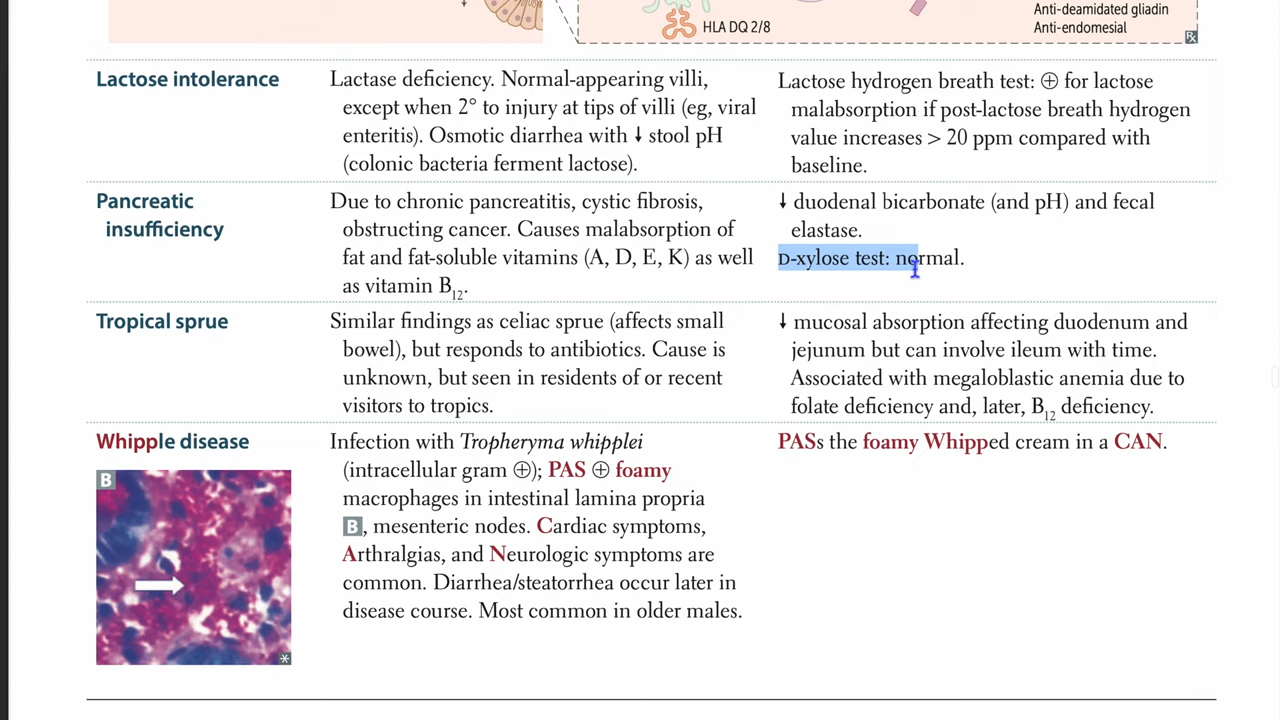 HLA DQ 2/8
Anti-deamidated gliadin
Anti-endomesial
Rx
Lactose intolerance
Lactase deficiency. Normal-appearing villi,
except when 2° to injury at tips of villi (eg, viral
enteritis). Osmotic diarrhea with ↓ stool pH
(colonic bacteria ferment lactose).
Lactose hydrogen breath test: ⊕ for lactose
malabsorption if post-lactose breath hydrogen
value increases > 20 ppm compared with
baseline.
Pancreatic
insufficiency
Due to chronic pancreatitis, cystic fibrosis,
obstructing cancer. Causes malabsorption of
fat and fat-soluble vitamins (A, D, E, K) as well
as vitamin B₁₂.
↓ duodenal bicarbonate (and pH) and fecal
elastase.
D-xylose test: normal.
Tropical sprue
Similar findings as celiac sprue (affects small
bowel), but responds to antibiotics. Cause is
unknown, but seen in residents of or recent
visitors to tropics.
↓ mucosal absorption affecting duodenum and
jejunum but can involve ileum with time.
Associated with megaloblastic anemia due to
folate deficiency and, later, B₁₂ deficiency.
Whipple disease
B
Infection with Tropheryma whipplei
(intracellular gram ⊕); PAS ⊕ foamy
macrophages in intestinal lamina propria
B, mesenteric nodes. Cardiac symptoms,
Arthralgias, and Neurologic symptoms are
common. Diarrhea/steatorrhea occur later in
disease course. Most common in older males.
PASs the foamy Whipped cream in a CAN.